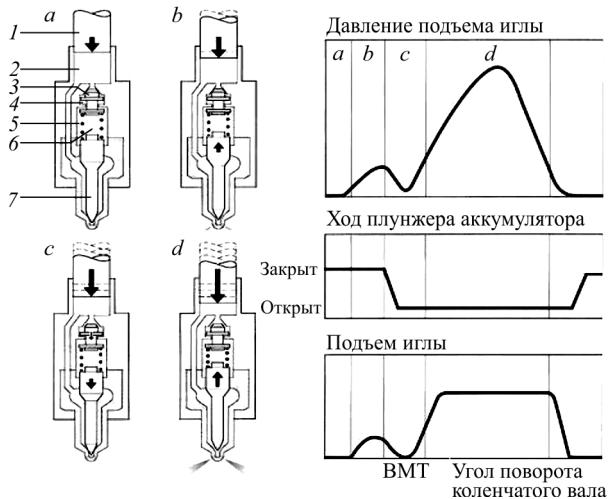 a
b
1
2
3
4
5
6
7
c
d
Давление подъема иглы
a
b
c
d
Ход плунжера аккумулятора
Закрыт
Открыт
Подъем иглы
ВМТ
Угол поворота
коленчатого вала